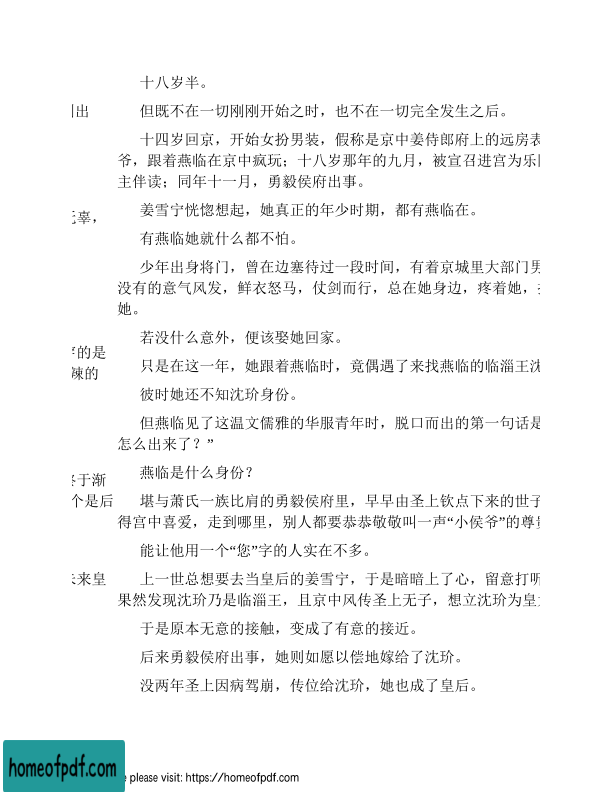 十八岁半。
出
但既不在一切刚刚开始之时，也不在一切完全发生之后。
十四岁回京，开始女扮男装，假称是京中姜侍郎府上的远房表
爷，跟着燕临在京中疯玩；十八岁那年的九月，被宣召进宫为乐
主伴读；同年十一月，勇毅侯府出事。
姜雪宁恍惚想起，她真正的年少时期，都有燕临在。
辜，
有燕临她就什么都不怕。
少年出身将门，曾在边塞待过一段时间，有着京城里大部门男
没有的意气风发，鲜衣怒马，仗剑而行，总在她身边，疼着她，
她。
若没什么意外，便该娶她回家。
的是
只是在这一年，她跟着燕临时，竟偶遇了来找燕临的临淄王沈
的
彼时她还不知沈玠身份。
但燕临见了这温文儒雅的华服青年时，脱口而出的第一句话是
怎么出来了？”
燕临是什么身份？
于渐
个是后
堪与萧氏一族比肩的勇毅侯府里，早早由圣上钦点下来的世子
得宫中喜爱，走到哪里，别人都要恭恭敬敬叫一声“小侯爷”的尊
能让他用一个“您”字的人实在不多。
来皇
上一世总想要去当皇后的姜雪宁，于是暗暗上了心，留意打听
果然发现沈玠乃是临淄王，且京中风传圣上无子，想立沈玠为皇
于是原本无意的接触，变成了有意的接近。
后来勇毅侯府出事，她则如愿以偿地嫁给了沈玠。
没两年圣上因病驾崩，传位给沈玠，她也成了皇后。
homeofpdf.com
please visit: https://homeofpdf.com